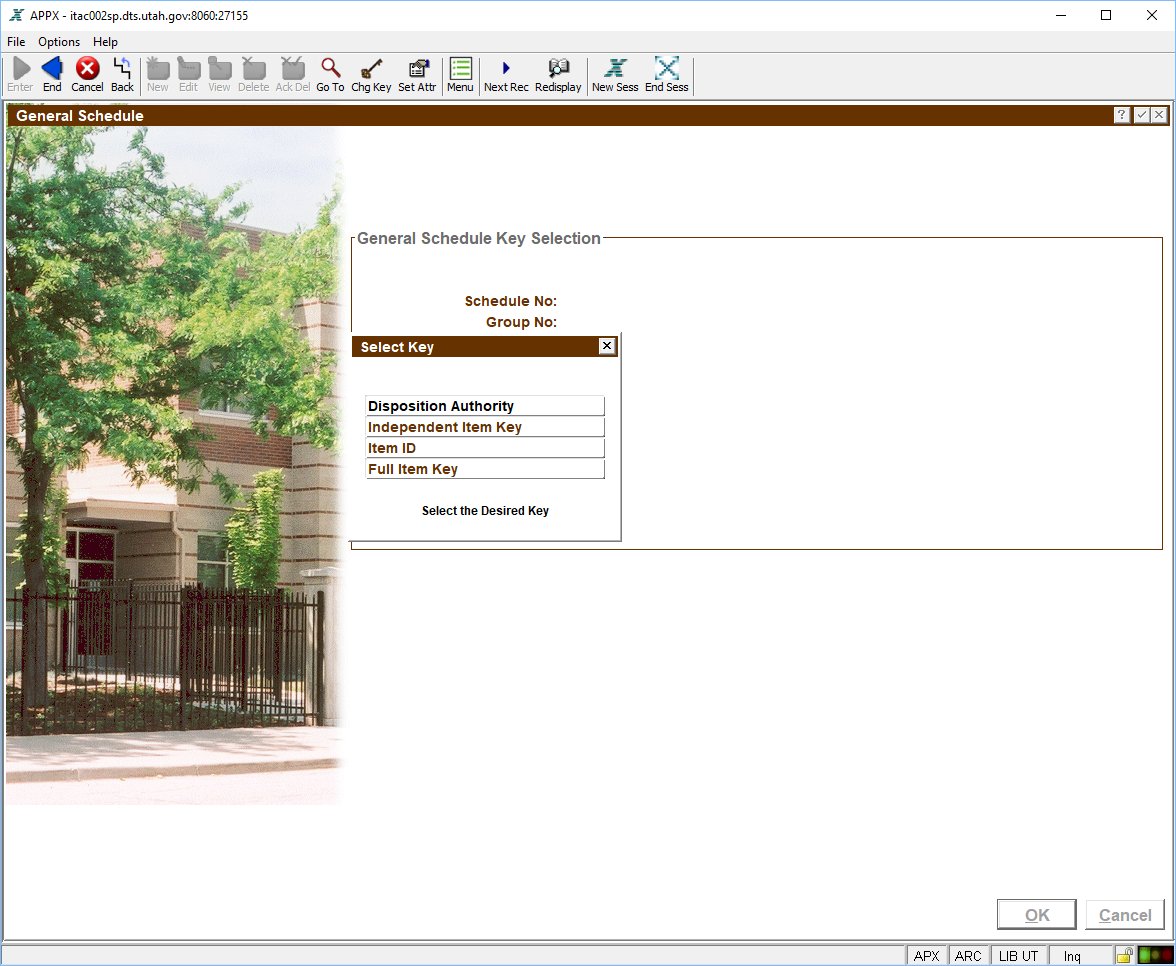 APPX - itac002sp.dts.utah.gov:8060:27155
File Options Help
Enter End Cancel Back New Edit View Delete Ack Del Go To Chg Key Set Attr Menu Next Rec Redisplay New Sess End Sess
General Schedule
General Schedule Key Selection
Schedule No:
Group No:
Select Key
Disposition Authority
Independent Item Key
Item ID
Full Item Key
Select the Desired Key
OK Cancel
APX ARC LIB UT Inq